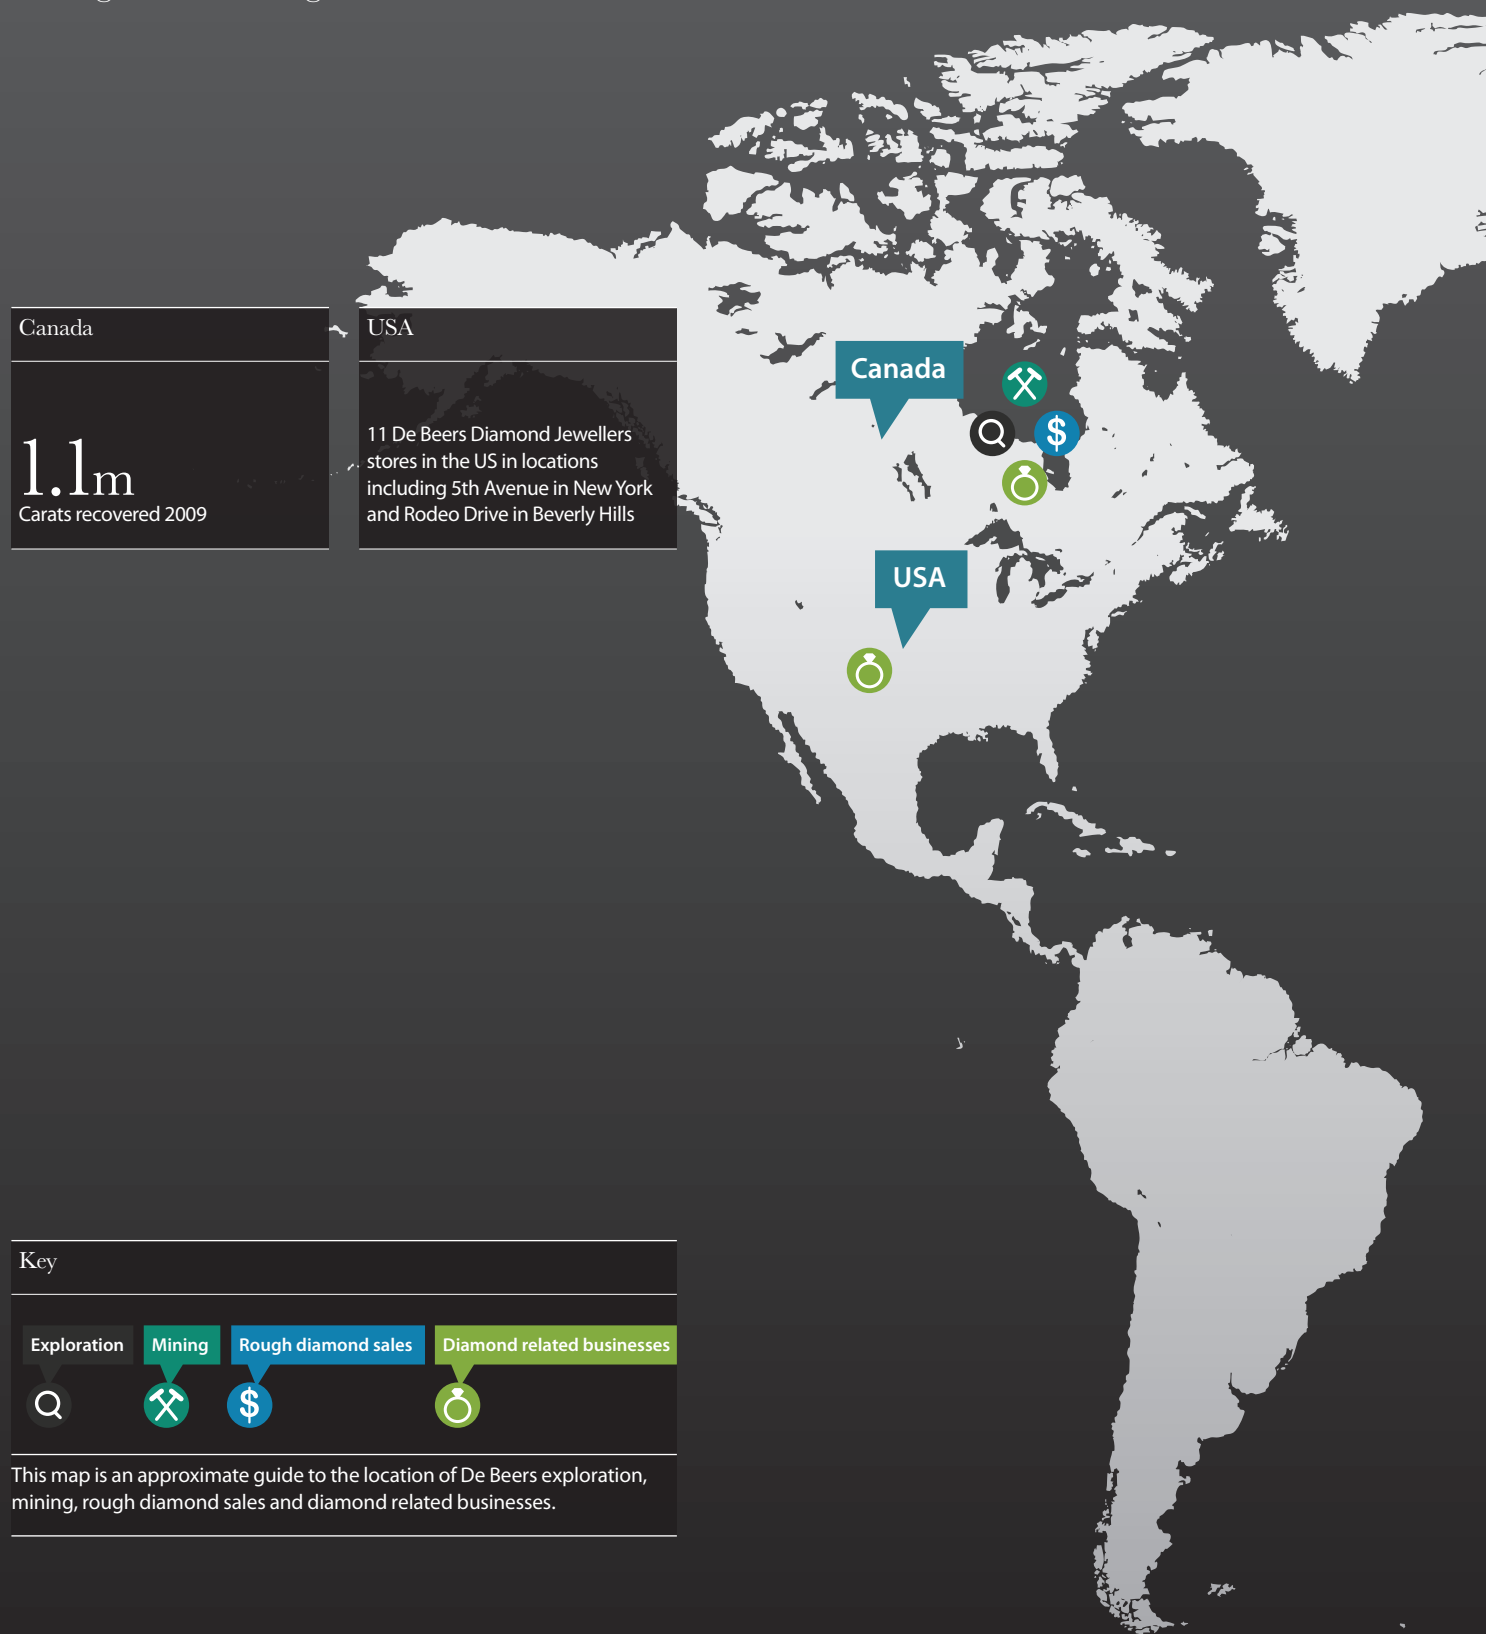 Canada
1.1m
Carats recovered 2009
USA
11 De Beers Diamond Jewellers
stores in the US in locations
including 5th Avenue in New York
and Rodeo Drive in Beverly Hills
Canada
$
USA
Key
Exploration
Mining
Rough diamond sales
Diamond related businesses
$
This map is an approximate guide to the location of De Beers exploration,
mining, rough diamond sales and diamond related businesses.